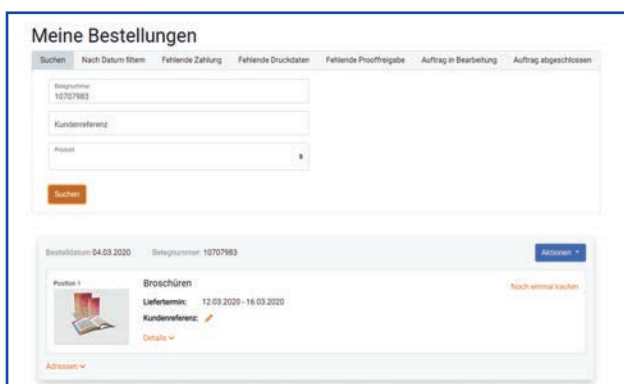 Meine Bestellungen
Suchen Nach Datum filtern Fehlende Zahlung Fehlende Druckdaten Fehlende Prooffreigabe Auftrag in Bearbeitung Auftrag abgeschlossen
Belegnummer
10707983
Kundenreferenz
Produkt
Suchen
Bestelldatum 04.03.2020 Belegnummer: 10707983 Aktionen
Position 1 Broschüren Noch einmal kaufen
Liefertermin: 12.03.2020 - 16.03.2020
Kundenreferenz:
Details
Adressen